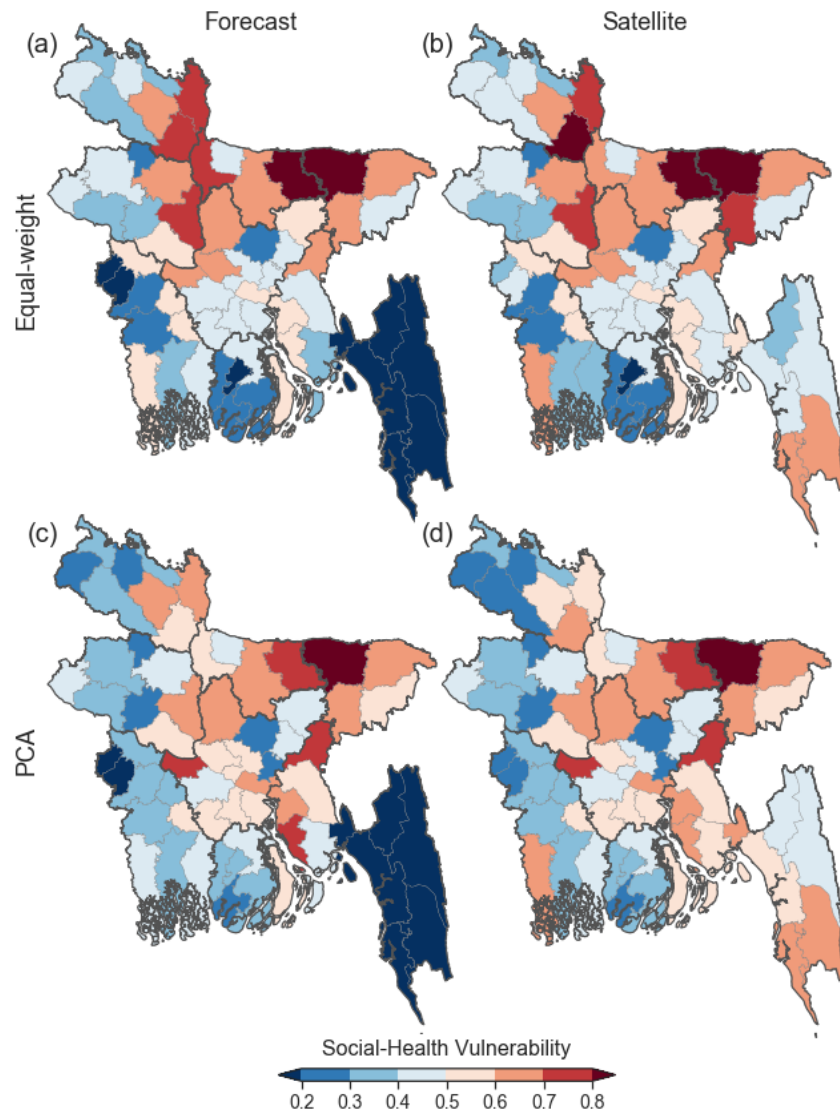 Forecast
Satellite
(a)
(b)
Equal-weight
(c)
(d)
PCA
Social-Health Vulnerability
0.2 0.3 0.4 0.5 0.6 0.7 0.8